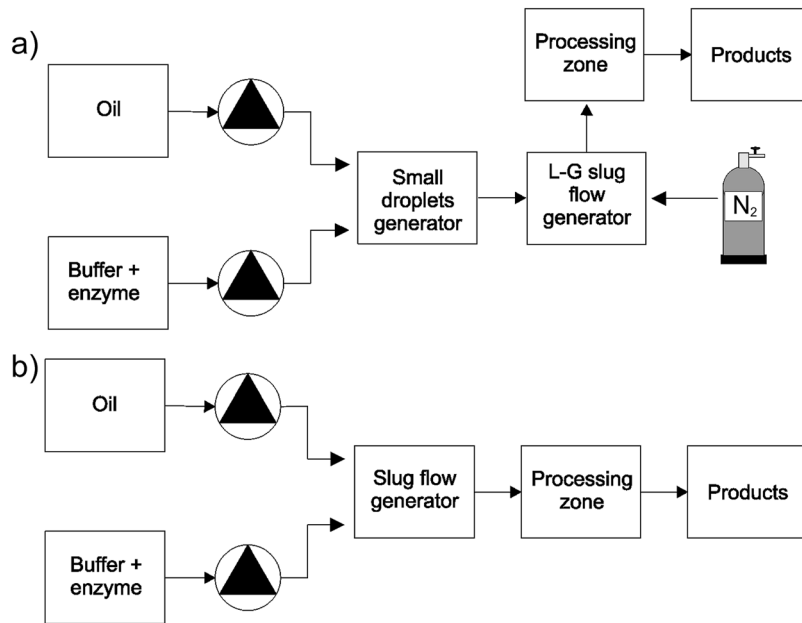 a)
Oil
Buffer +
enzyme
Small
droplets
generator
L-G slug
flow
generator
Processing
zone
Products
N₂
b)
Oil
Buffer +
enzyme
Slug flow
generator
Processing
zone
Products